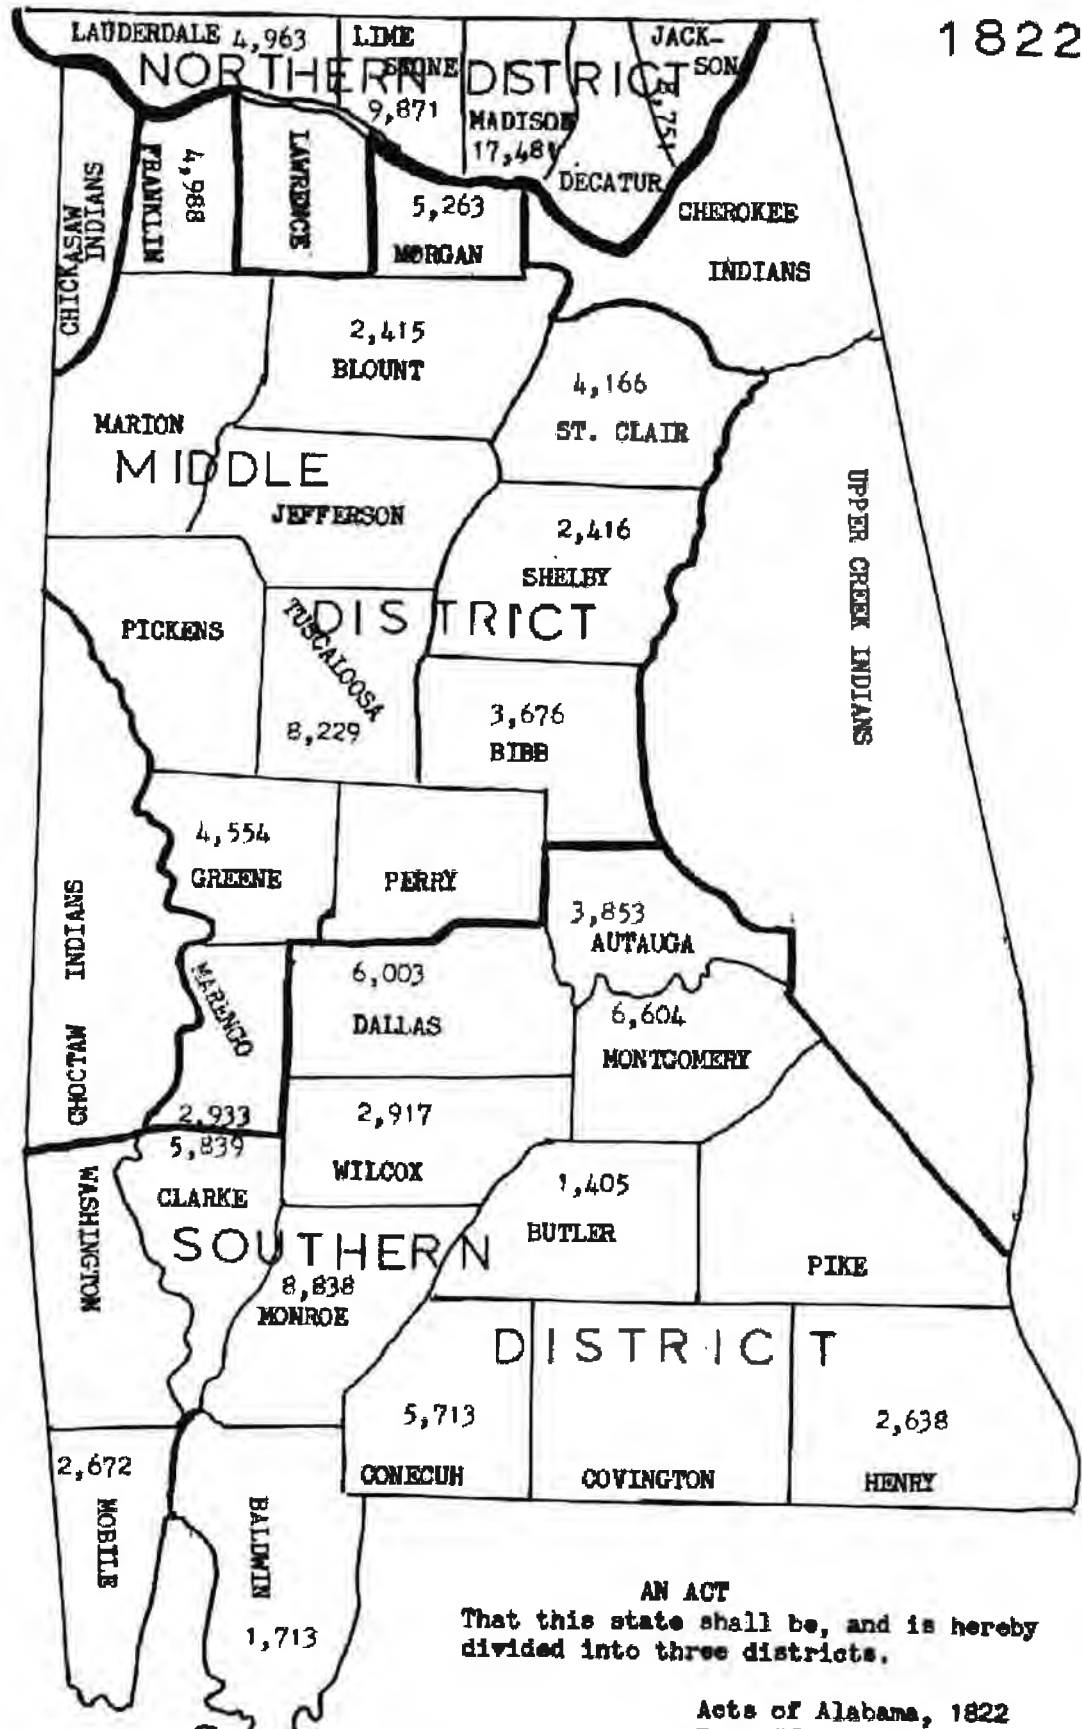 1822
LAUDERDALE 4,963
LIME
STONE
9,871
JACK-
SON
NORTHERN DISTRICT
MADISON
17,481
DECATUR
CHICKASAW
INDIANS
FRANKLIN
4,988
LAWRENCE
5,263
MORGAN
CHEROKEE
INDIANS
2,415
BLOUNT
4,166
ST. CLAIR
MARION
MIDDLE
JEFFERSON
2,416
SHELBY
UPPER CREEK INDIANS
PICKENS
DISTRICT
TUSCALOOSA
8,229
3,676
BIBB
4,554
GREENE
PERRY
3,853
AUTAUGA
CHOCTAW INDIANS
MARENGO
2,933
6,003
DALLAS
6,604
MONTGOMERY
2,917
WILCOX
5,839
CLARKE
WASHINGTON
1,405
BUTLER
PIKE
SOUTHERN
8,838
MONROE
DISTRICT
5,713
CONECUH
COVINGTON
2,638
HENRY
2,672
MOBILE
BALDWIN
1,713
AN ACT
That this state shall be, and is hereby
divided into three districts.
Acts of Alabama, 1822